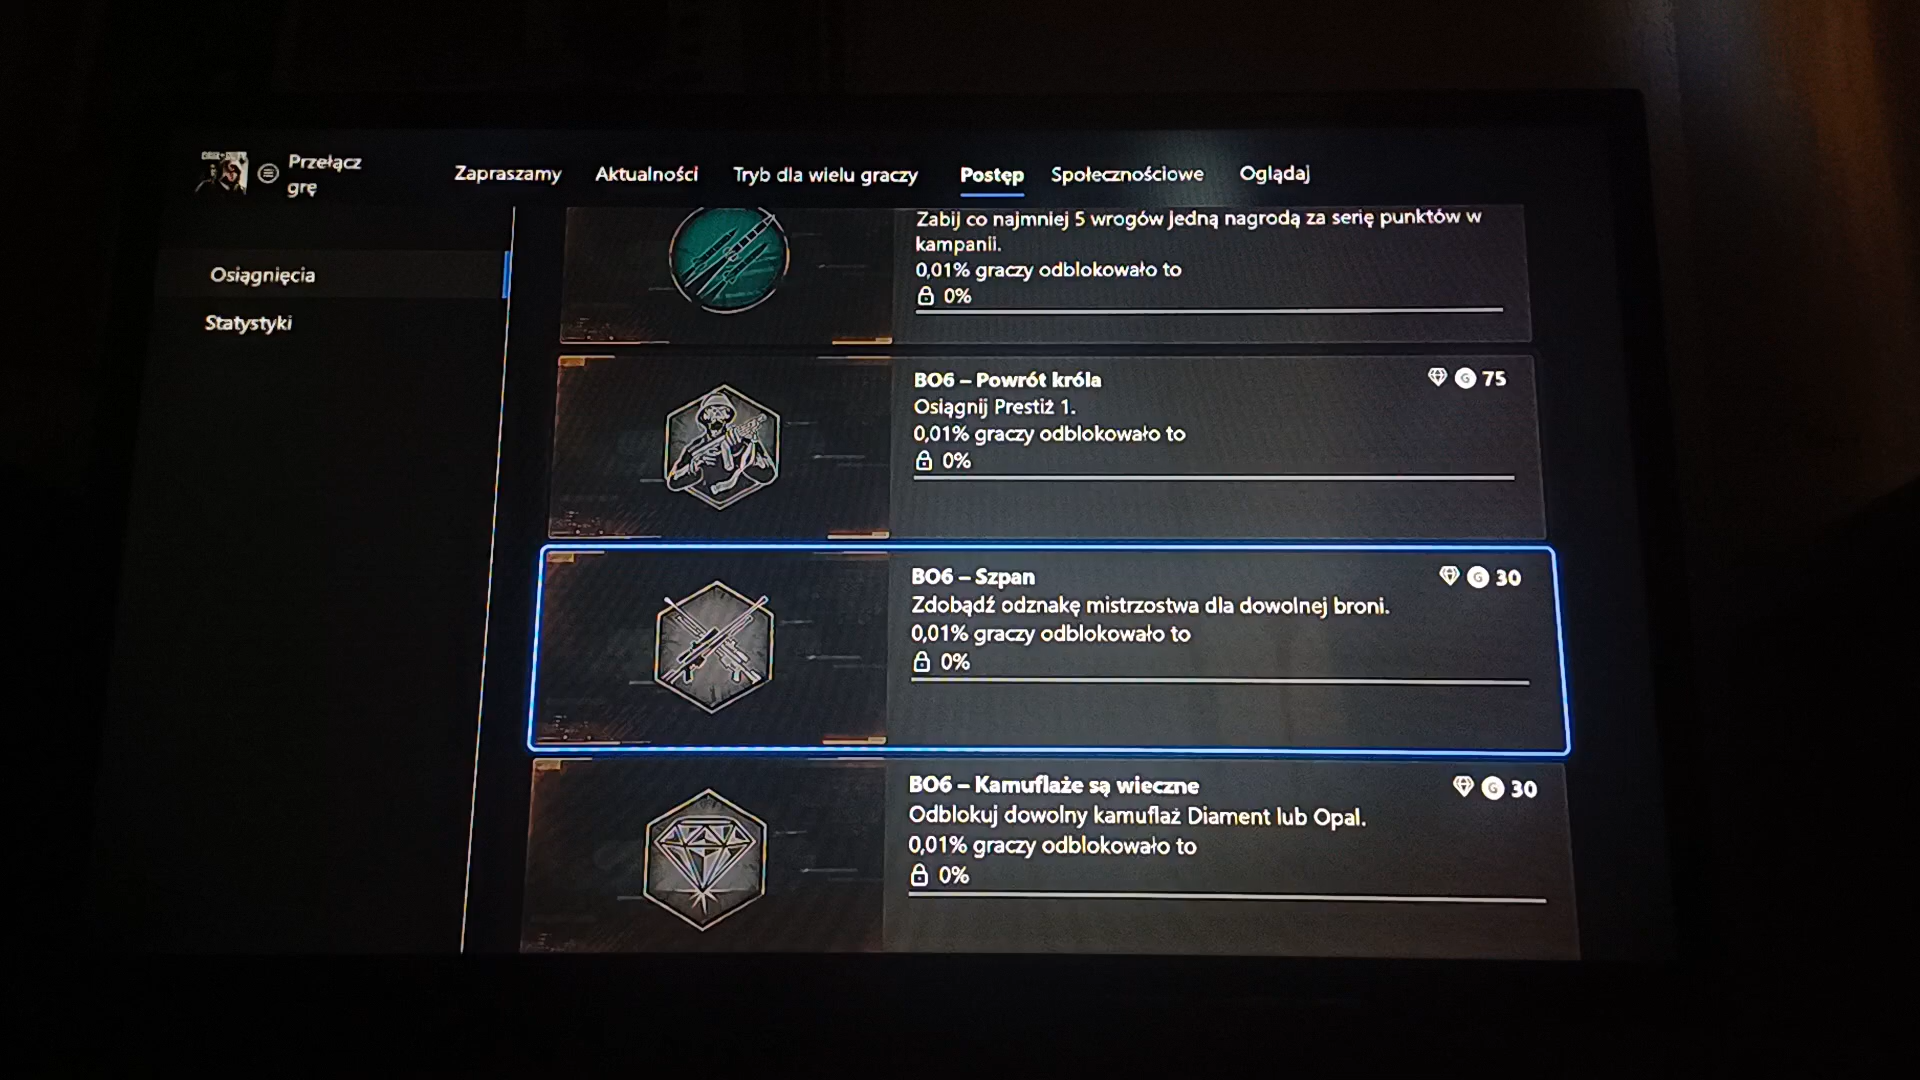 Przełącz
grę
Zapraszamy
Aktualności
Tryb dla wielu graczy
Postęp
Społecznościowe
Oglądaj
Osiągnięcia
Statystyki
Zabij co najmniej 5 wrogów jedną nagrodą za serię punktów w
kampanii.
0,01% graczy odblokowało to
0%
BO6 – Powrót króla
G 75
Osiągnij Prestiż 1.
0,01% graczy odblokowało to
0%
BO6 – Szpan
G 30
Zdobądź odznakę mistrzostwa dla dowolnej broni.
0,01% graczy odblokowało to
0%
BO6 – Kamuflaże są wieczne
G 30
Odblokuj dowolny kamuflaż Diament lub Opal.
0,01% graczy odblokowało to
0%